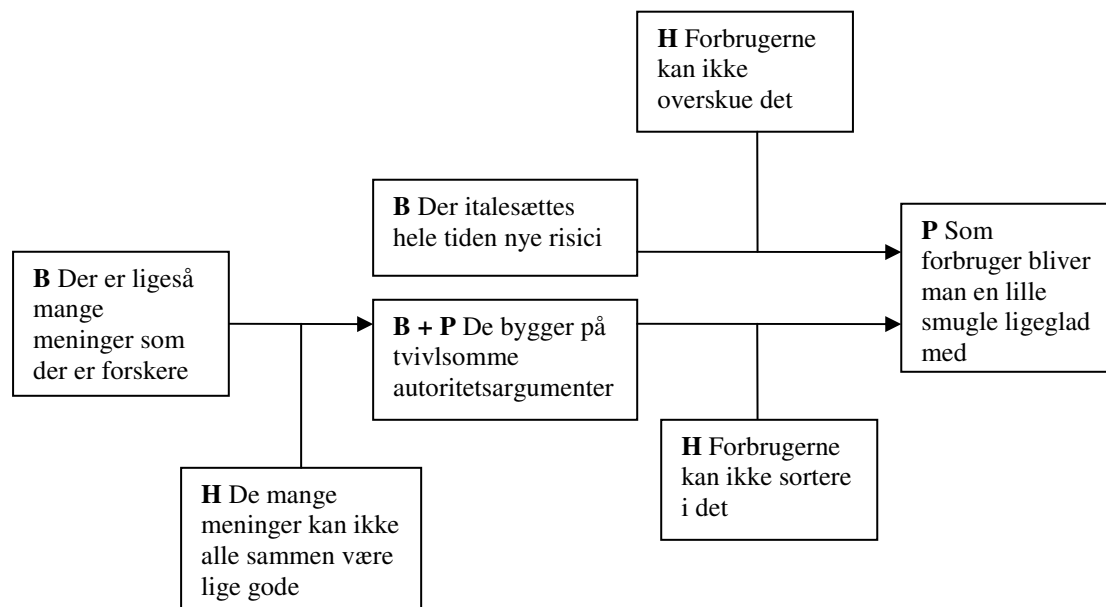 H Forbrugerne
kan ikke
overskue det
B Der italesættes
hele tiden nye risici
P Som
forbruger bliver
man en lille
smugle ligeglad
med
B Der er ligeså
mange
meninger som
der er forskere
B + P De bygger på
tvivlsomme
autoritetsargumenter
H Forbrugerne
kan ikke sortere
i det
H De mange
meninger kan ikke
alle sammen være
lige gode